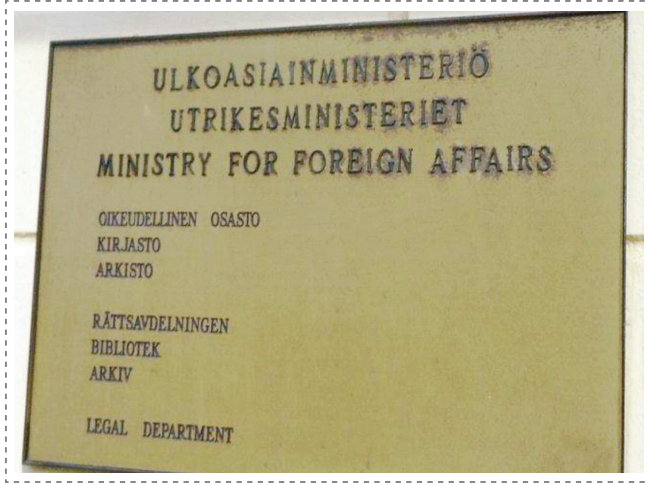 ULKOASIAINMINISTERIÖ
UTRIKESMINISTERIET
MINISTRY FOR FOREIGN AFFAIRS
OIKEUDELLINEN OSASTO
KIRJASTO
ARKISTO
RÄTTSAVDELNINGEN
BIBLIOTEK
ARKIV
LEGAL DEPARTMENT